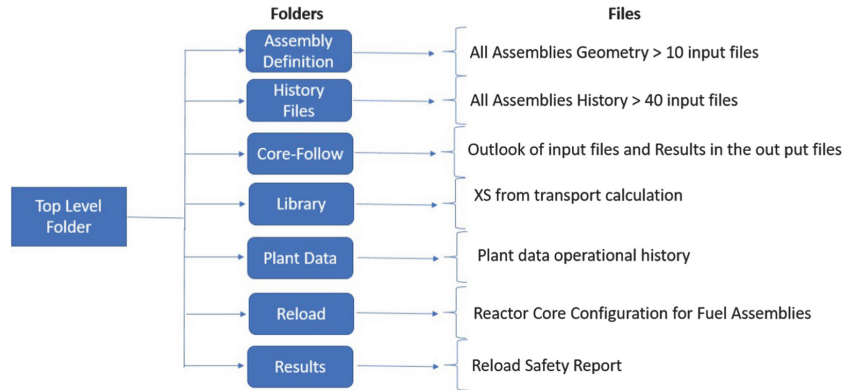 Folders
Files
Assembly
Definition
All Assemblies Geometry > 10 input files
History
Files
All Assemblies History > 40 input files
Core-Follow
Outlook of input files and Results in the out put files
Top Level
Folder
Library
XS from transport calculation
Plant Data
Plant data operational history
Reload
Reactor Core Configuration for Fuel Assemblies
Results
Reload Safety Report